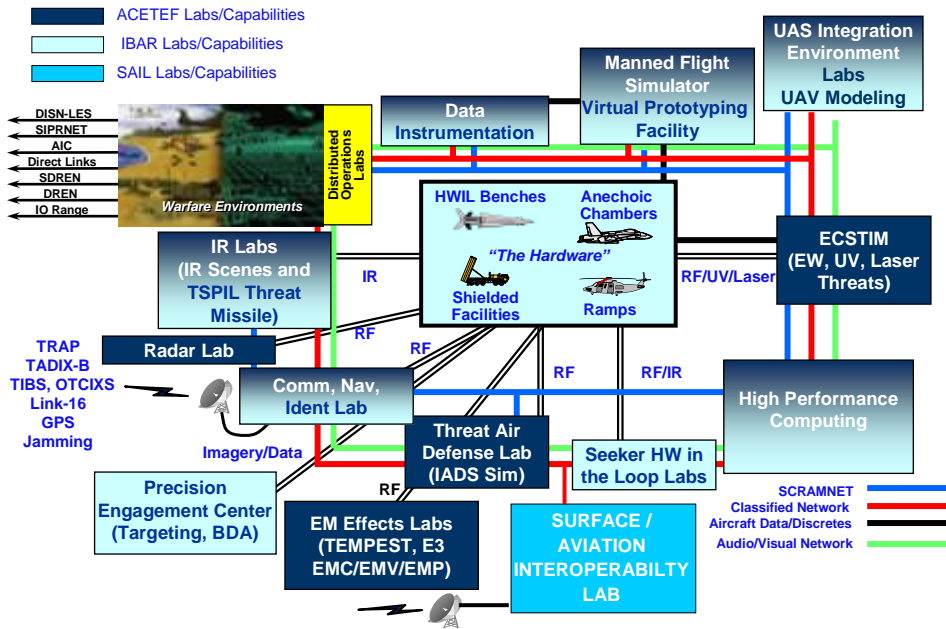 ACETEF Labs/Capabilities
IBAR Labs/Capabilities
SAIL Labs/Capabilities
DISN-LES
SIPRNET
AIC
Direct Links
SDREN
DREN
IO Range
Warfare Environments
Distributed
Operations
Labs
Data
Instrumentation
Manned Flight
Simulator
Virtual Prototyping
Facility
UAS Integration
Environment
Labs
UAV Modeling
HWIL Benches
Anechoic
Chambers
"The Hardware"
Shielded
Facilities
Ramps
IR Labs
(IR Scenes and
TSPIL Threat
Missile)
IR
RF/UV/Laser
ECSTIM
(EW, UV, Laser
Threats)
Radar Lab
RF
RF
RF
RF/IR
TRAP
TADIX-B
TIBS, OTCIXS
Link-16
GPS
Jamming
Comm, Nav,
Ident Lab
High Performance
Computing
Imagery/Data
Threat Air
Defense Lab
(IADS Sim)
Seeker HW in
the Loop Labs
RF
Precision
Engagement Center
(Targeting, BDA)
EM Effects Labs
(TEMPEST, E3
EMC/EMV/EMP)
SURFACE /
AVIATION
INTEROPERABILTY
LAB
SCRAMNET
Classified Network
Aircraft Data/Discretes
Audio/Visual Network